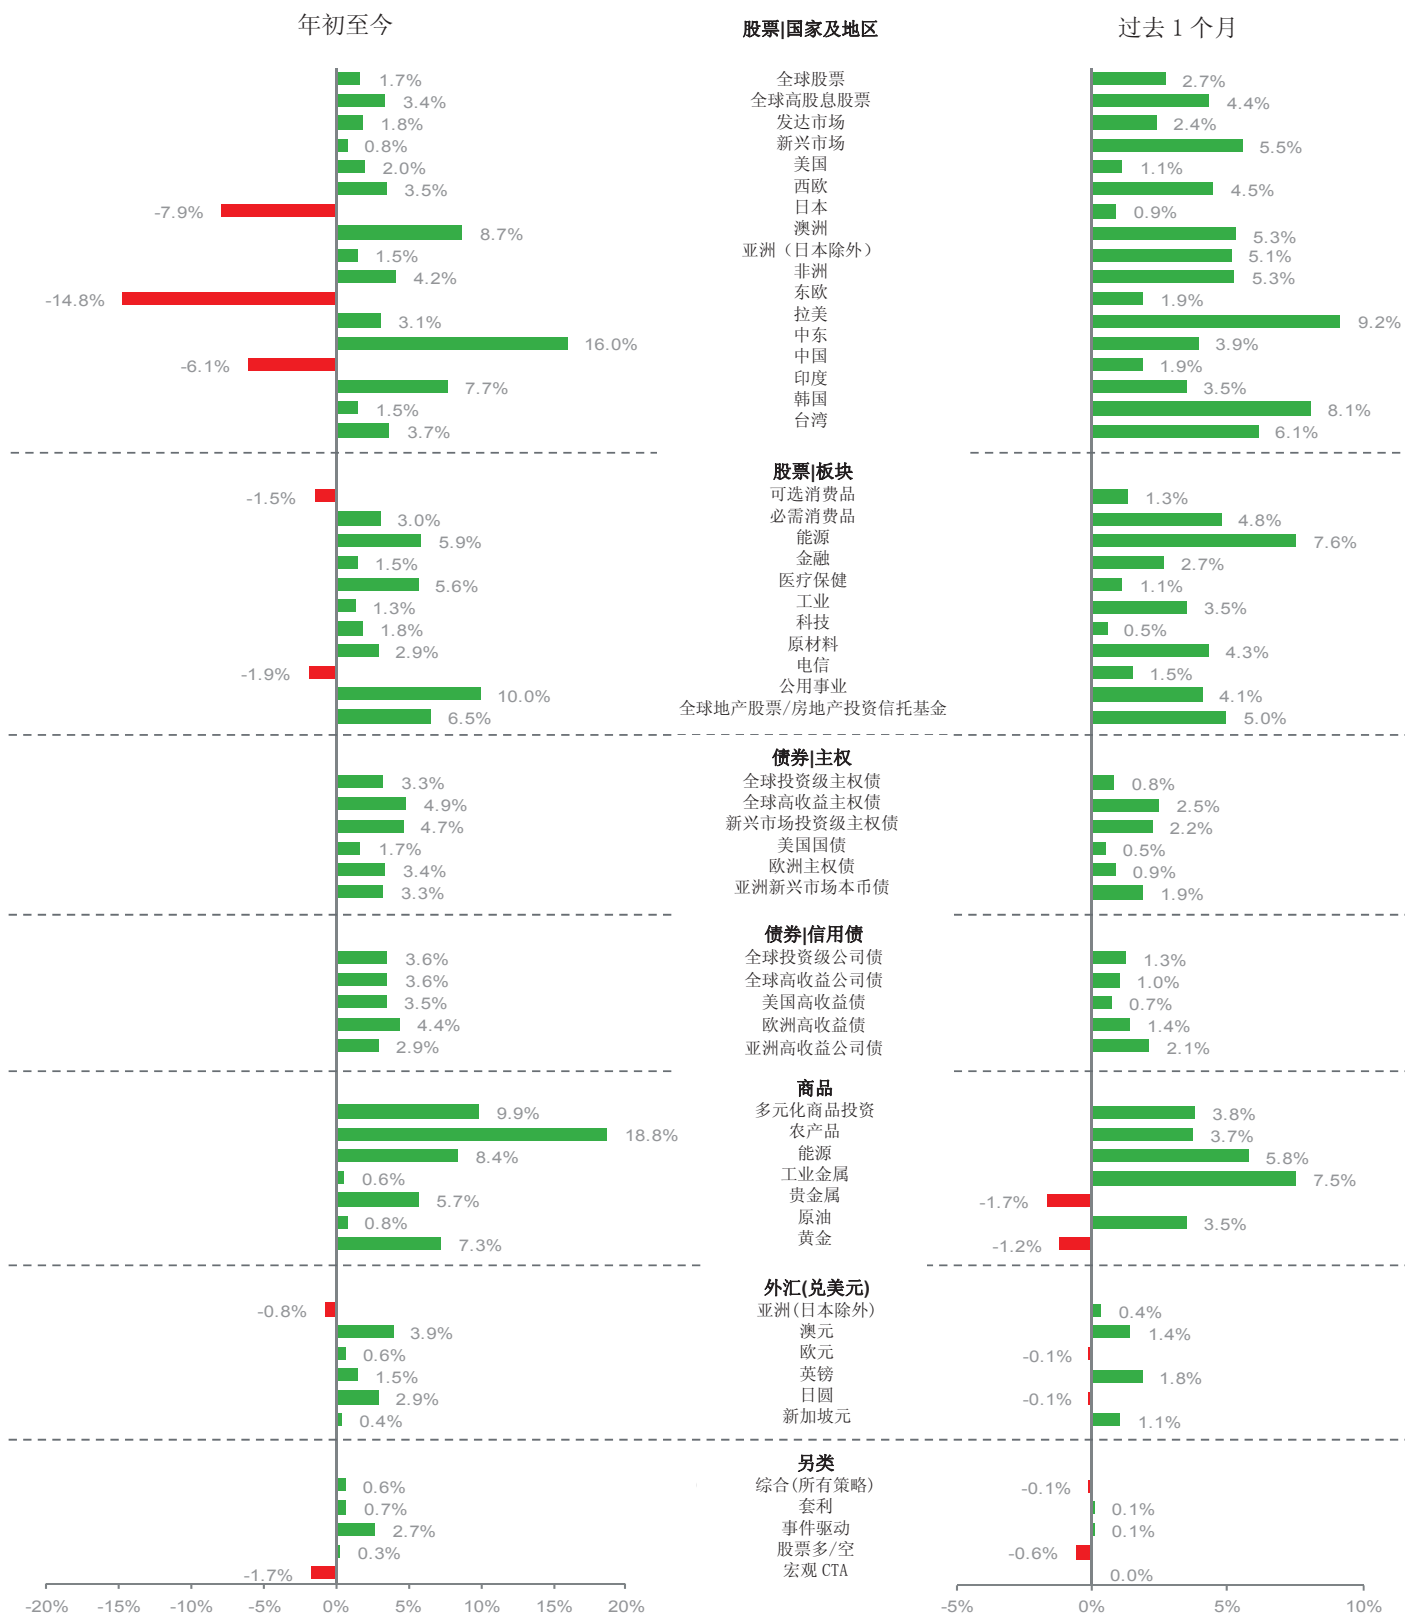 年初至今 股票|国家及地区 过去 1 个月
1.7% 全球股票 2.7%
3.4% 全球高股息股票 4.4%
1.8% 发达市场 2.4%
0.8% 新兴市场 5.5%
2.0% 美国 1.1%
3.5% 西欧 4.5%
-7.9% 日本 0.9%
8.7% 澳洲 5.3%
1.5% 亚洲（日本除外） 5.1%
4.2% 非洲 5.3%
-14.8% 东欧 1.9%
3.1% 拉美 9.2%
16.0% 中东 3.9%
-6.1% 中国 1.9%
7.7% 印度 3.5%
1.5% 韩国 8.1%
3.7% 台湾 6.1%
股票|板块
-1.5% 可选消费品 1.3%
3.0% 必需消费品 4.8%
5.9% 能源 7.6%
1.5% 金融 2.7%
5.6% 医疗保健 1.1%
1.3% 工业 3.5%
1.8% 科技 0.5%
2.9% 原材料 4.3%
-1.9% 电信 1.5%
10.0% 公用事业 4.1%
6.5% 全球地产股票/房地产投资信托基金 5.0%
债券|主权
3.3% 全球投资级主权债 0.8%
4.9% 全球高收益主权债 2.5%
4.7% 新兴市场投资级主权债 2.2%
1.7% 美国国债 0.5%
3.4% 欧洲主权债 0.9%
3.3% 亚洲新兴市场本币债 1.9%
债券|信用债
3.6% 全球投资级公司债 1.3%
3.6% 全球高收益公司债 1.0%
3.5% 美国高收益债 0.7%
4.4% 欧洲高收益债 1.4%
2.9% 亚洲高收益公司债 2.1%
商品
9.9% 多元化商品投资 3.8%
18.8% 农产品 3.7%
8.4% 能源 5.8%
0.6% 工业金属 7.5%
5.7% 贵金属 -1.7%
0.8% 原油 3.5%
7.3% 黄金 -1.2%
外汇(兑美元)
-0.8% 亚洲(日本除外) 0.4%
3.9% 澳元 1.4%
0.6% 欧元 -0.1%
1.5% 英镑 1.8%
2.9% 日圆 -0.1%
0.4% 新加坡元 1.1%
另类
0.6% 综合(所有策略) -0.1%
0.7% 套利 0.1%
2.7% 事件驱动 0.1%
0.3% 股票多/空 -0.6%
-1.7% 宏观 CTA 0.0%
-20% -15% -10% -5% 0% 5% 10% 15% 20% -5% 0% 5% 10%